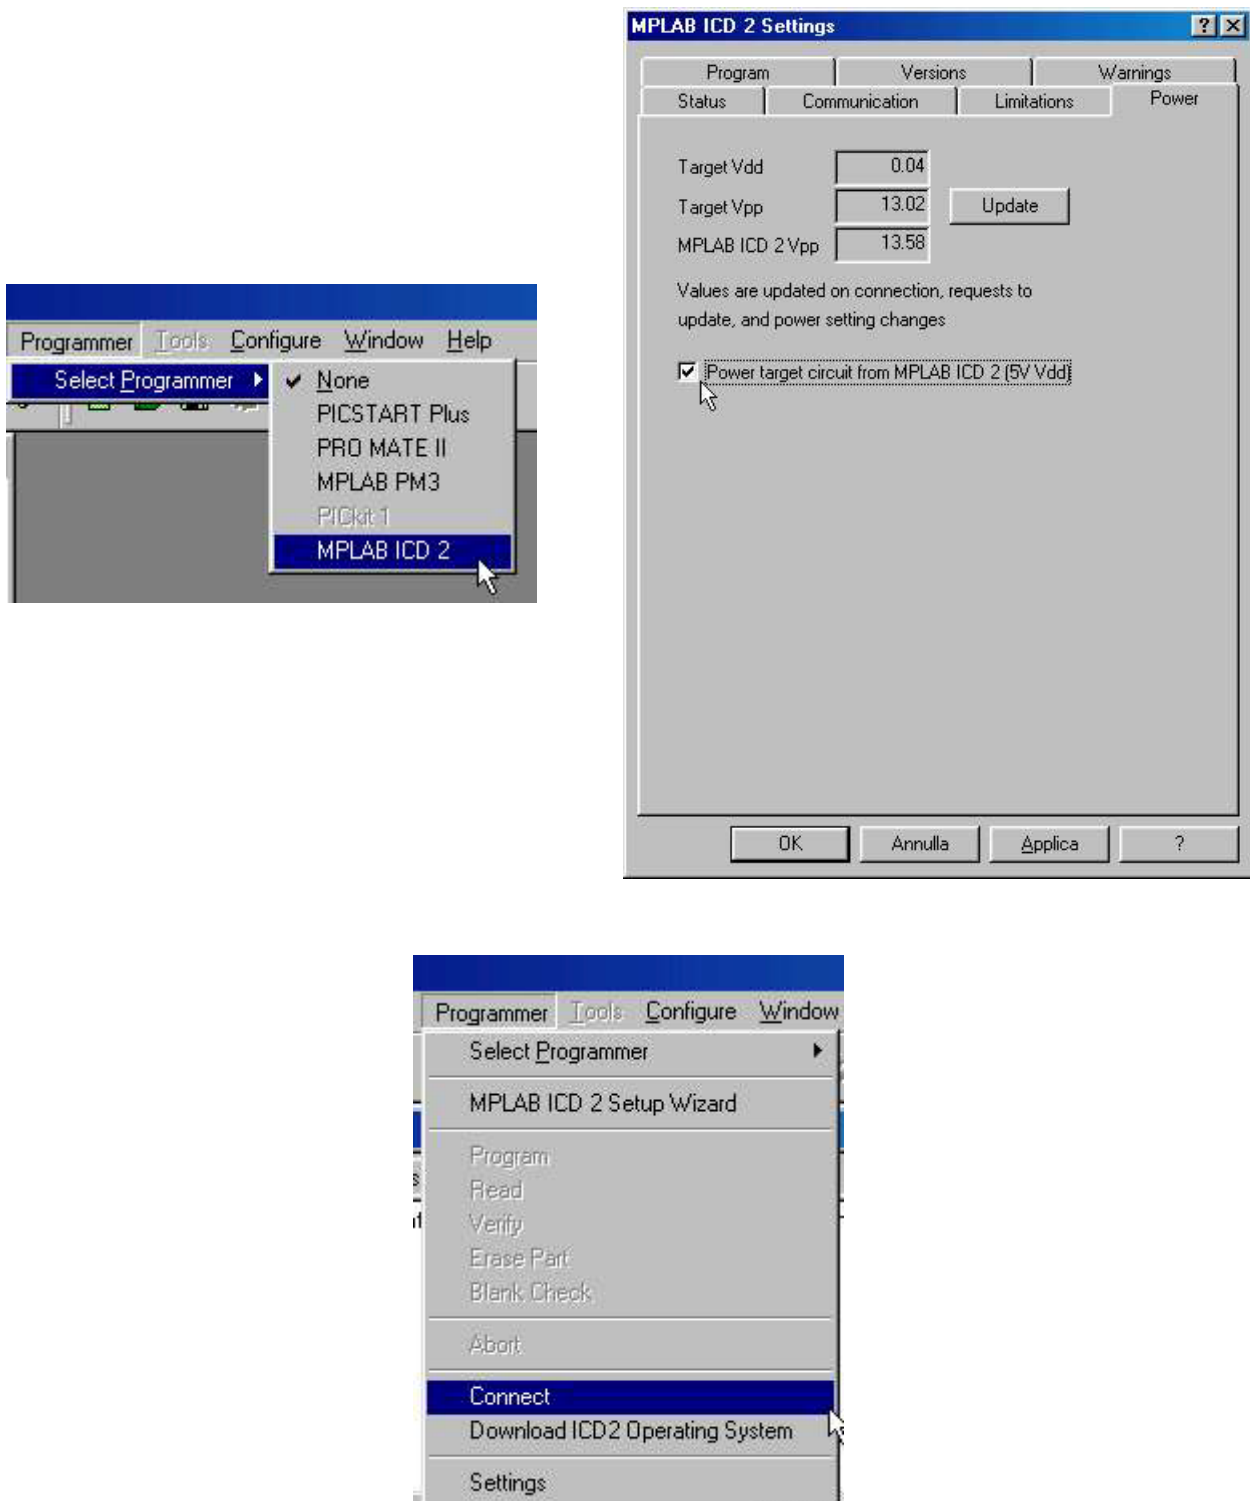 MPLAB ICD 2 Settings
Program Versions Warnings
Status Communication Limitations Power
Target Vdd 0.04
Target Vpp 13.02 Update
MPLAB ICD 2 Vpp 13.58
Values are updated on connection, requests to
update, and power setting changes
Power target circuit from MPLAB ICD 2 (5V Vdd)
OK Annulla Applica ?
Programmer Tools Configure Window Help
Select Programmer None
PICSTART Plus
PRO MATE II
MPLAB PM3
PICkit 1
MPLAB ICD 2
Programmer Tools Configure Window
Select Programmer
MPLAB ICD 2 Setup Wizard
Program
Read
Verify
Erase Part
Blank Check
Abort
Connect
Download ICD2 Operating System
Settings